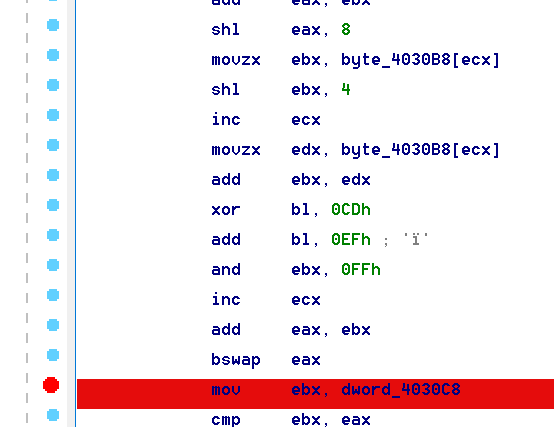 add eax, ebx
shl eax, 8
movzx ebx, byte_4030B8[ecx]
shl ebx, 4
inc ecx
movzx edx, byte_4030B8[ecx]
add ebx, edx
xor bl, 0CDh
add bl, 0EFh ; 'ï'
and ebx, 0FFh
inc ecx
add eax, ebx
bswap eax
mov ebx, dword_4030C8
cmp ebx, eax